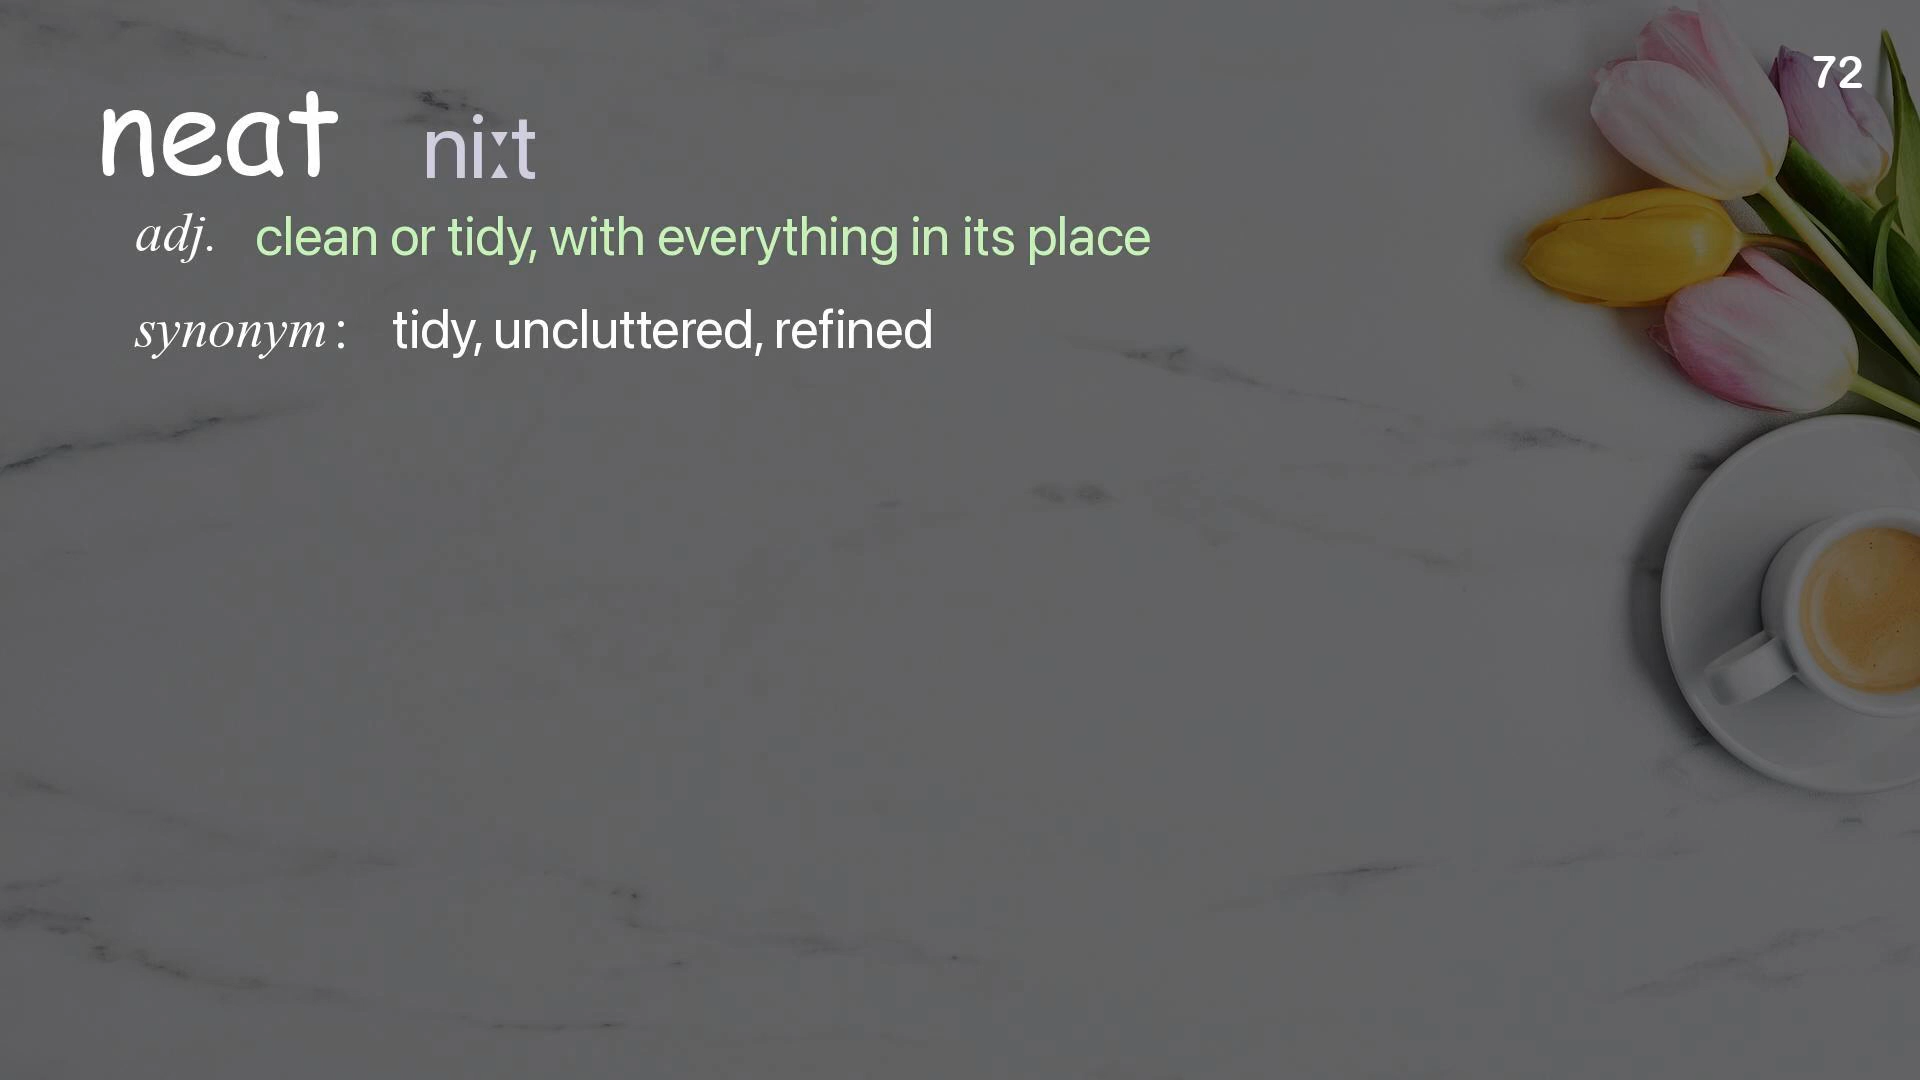 72
neat niːt
adj. clean or tidy, with everything in its place
synonym: tidy, uncluttered, refined